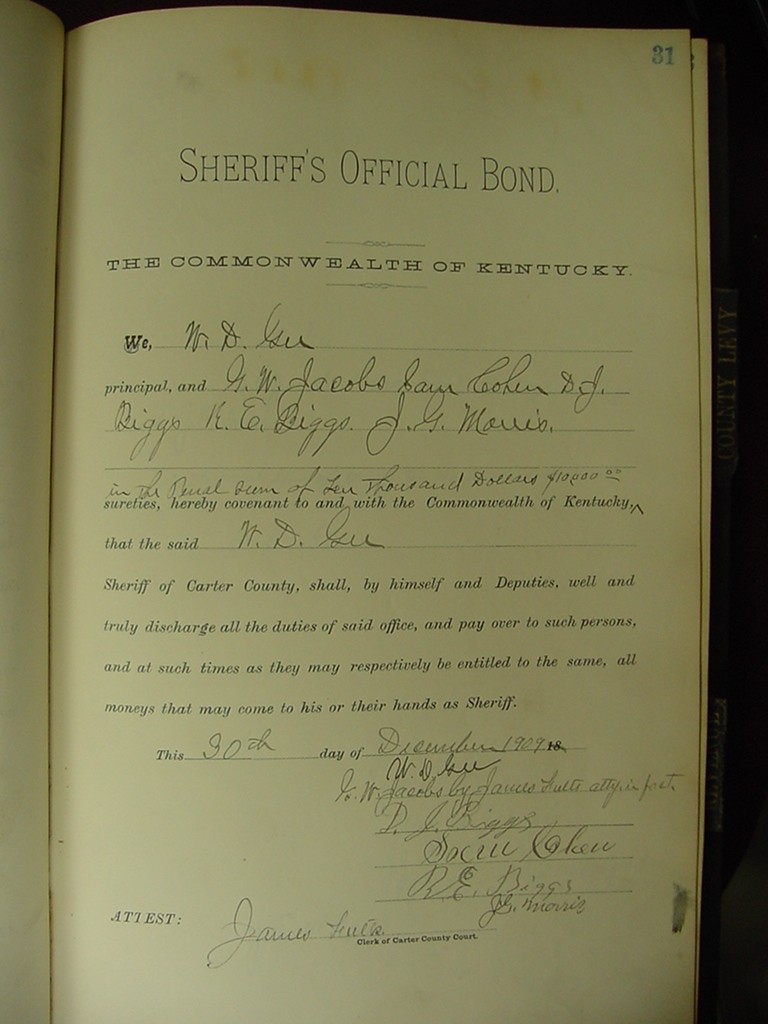 31
SHERIFF'S OFFICIAL BOND.
THE COMMONWEALTH OF KENTUCKY.
We, W. D. Gee
principal, and G. W. Jacobs Sam Cohen D. J.
Biggs R. E. Biggs. J. G. Morris.
in the Penal sum of Ten Thousand Dollars $10,000 00
sureties, hereby covenant to and with the Commonwealth of Kentucky,
that the said W. D. Gee
Sheriff of Carter County, shall, by himself and Deputies, well and
truly discharge all the duties of said office, and pay over to such persons,
and at such times as they may respectively be entitled to the same, all
moneys that may come to his or their hands as Sheriff.
This 30th day of December 1909 18
W. D. Gee
G. W. Jacobs by James Fults atty. in fact.
D. J. Biggs
Sam Cohen
R. E. Biggs
J.G. Morris
ATTEST: James Fults
Clerk of Carter County Court.
COUNTY LEVY